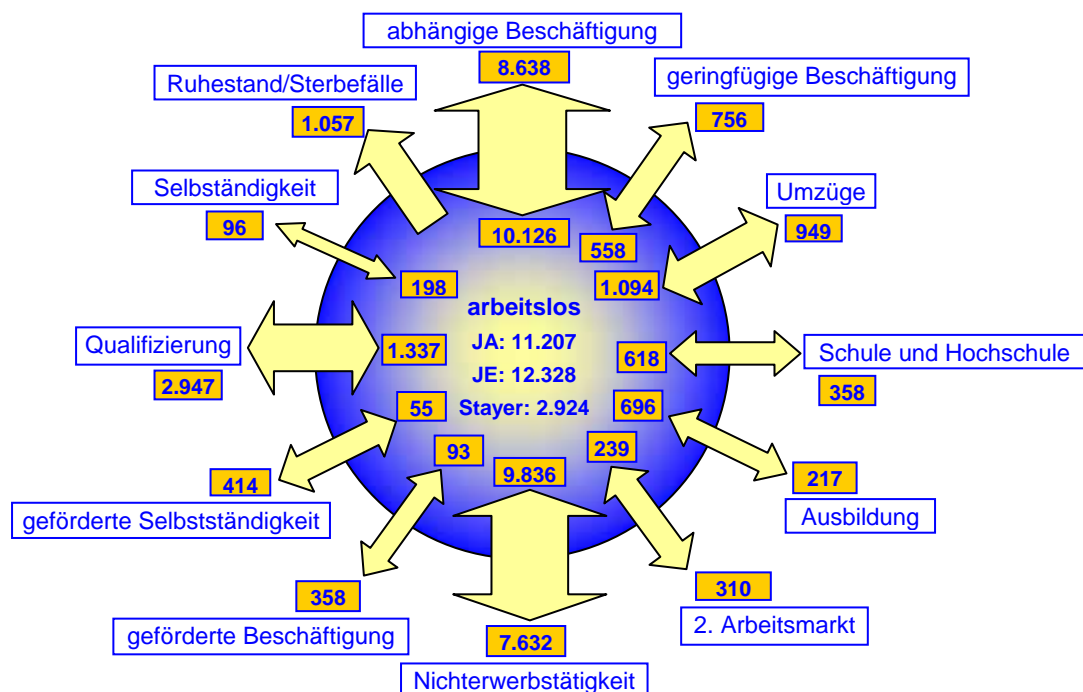 abhängige Beschäftigung
8.638
geringfügige Beschäftigung
756
Ruhestand/Sterbefälle
1.057
Selbständigkeit
96
Umzüge
949
10.126
558
1.094
198
arbeitslos
JA: 11.207
JE: 12.328
Stayer: 2.924
Qualifizierung
2.947
1.337
618
Schule und Hochschule
358
55
696
93
239
9.836
414
geförderte Selbstständigkeit
217
Ausbildung
358
geförderte Beschäftigung
310
2. Arbeitsmarkt
7.632
Nichterwerbstätigkeit